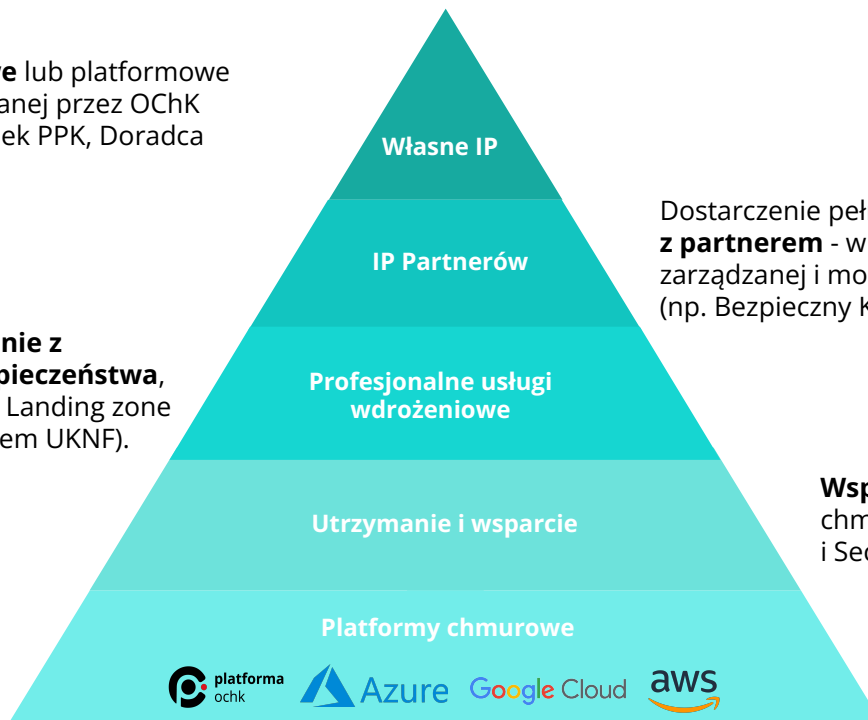 we lub platformowe
anej przez OChK
ek PPK, Doradca
Własne IP
Dostarczenie peł
z partnerem - w
zarządzanej i mo
(np. Bezpieczny K
IP Partnerów
nie z
pieczeństwa,
Landing zone
em UKNF).
Profesjonalne usługi
wdrożeniowe
Wsp
chm
i Sec
Utrzymanie i wsparcie
Platformy chmurowe
platforma
ochk
Azure
Google Cloud
aws